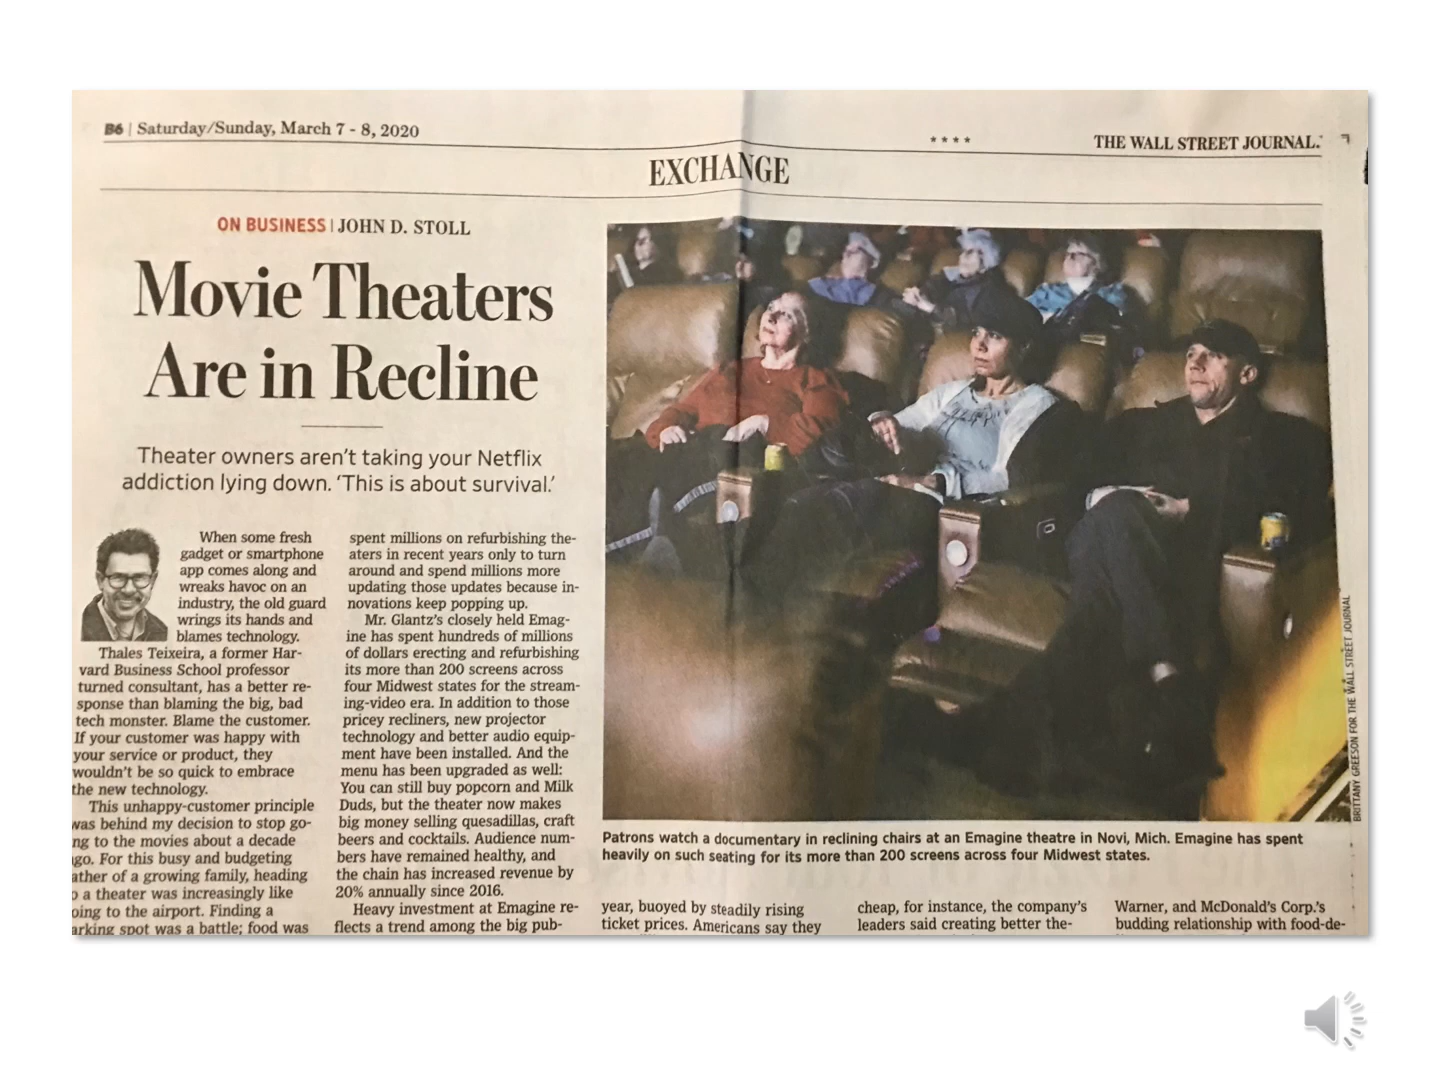 B6 | Saturday/Sunday, March 7 - 8, 2020
* * * *
THE WALL STREET JOURNAL.
EXCHANGE
ON BUSINESS | JOHN D. STOLL
Movie Theaters
Are in Recline
Theater owners aren't taking your Netflix
addiction lying down. 'This is about survival.'
When some fresh
gadget or smartphone
app comes along and
wreaks havoc on an
industry, the old guard
wrings its hands and
blames technology.
Thales Teixeira, a former Har-
vard Business School professor
turned consultant, has a better re-
sponse than blaming the big, bad
tech monster. Blame the customer.
If your customer was happy with
your service or product, they
wouldn't be so quick to embrace
the new technology.
This unhappy-customer principle
was behind my decision to stop go-
ng to the movies about a decade
go. For this busy and budgeting
ather of a growing family, heading
o a theater was increasingly like
oing to the airport. Finding a
arking spot was a battle; food was
spent millions on refurbishing the-
aters in recent years only to turn
around and spend millions more
updating those updates because in-
novations keep popping up.
Mr. Glantz's closely held Emag-
ine has spent hundreds of millions
of dollars erecting and refurbishing
its more than 200 screens across
four Midwest states for the stream-
ing-video era. In addition to those
pricey recliners, new projector
technology and better audio equip-
ment have been installed. And the
menu has been upgraded as well:
You can still buy popcorn and Milk
Duds, but the theater now makes
big money selling quesadillas, craft
beers and cocktails. Audience num-
bers have remained healthy, and
the chain has increased revenue by
20% annually since 2016.
Heavy investment at Emagine re-
flects a trend among the big pub-
BRITTANY GREESON FOR THE WALL STREET JOURNAL
Patrons watch a documentary in reclining chairs at an Emagine theatre in Novi, Mich. Emagine has spent
heavily on such seating for its more than 200 screens across four Midwest states.
year, buoyed by steadily rising
ticket prices. Americans say they
cheap, for instance, the company's
leaders said creating better the-
Warner, and McDonald's Corp.'s
budding relationship with food-de-